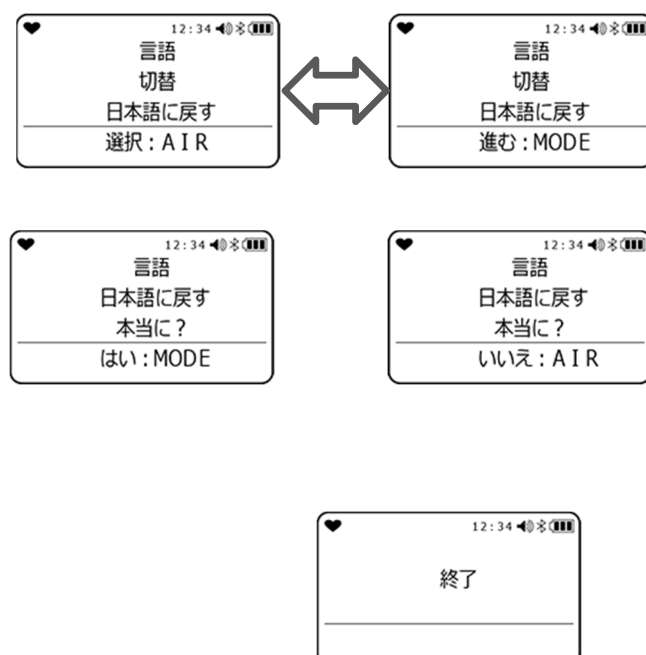 12:34
言語
切替
日本語に戻す
選択:AIR
12:34
言語
切替
日本語に戻す
進む:MODE
12:34
言語
日本語に戻す
本当に?
はい:MODE
12:34
言語
日本語に戻す
本当に?
いいえ:AIR
12:34
終了